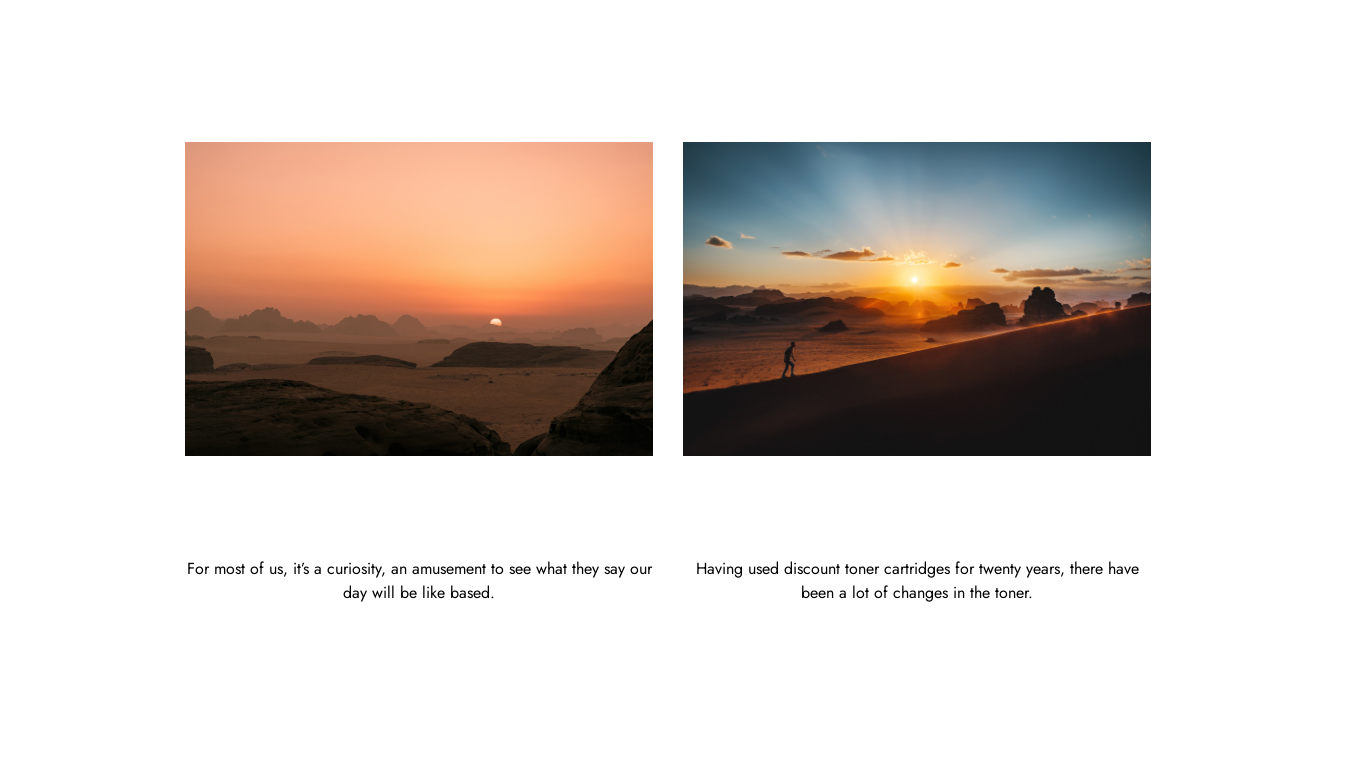 For most of us, it’s a curiosity, an amusement to see what they say our
day will be like based.
Having used discount toner cartridges for twenty years, there have
been a lot of changes in the toner.